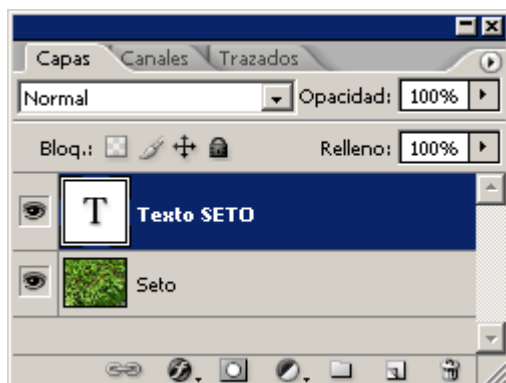 Capas Canales Trazados
Normal Opacidad: 100%
Bloq.: Relleno: 100%
T Texto SETO
Seto